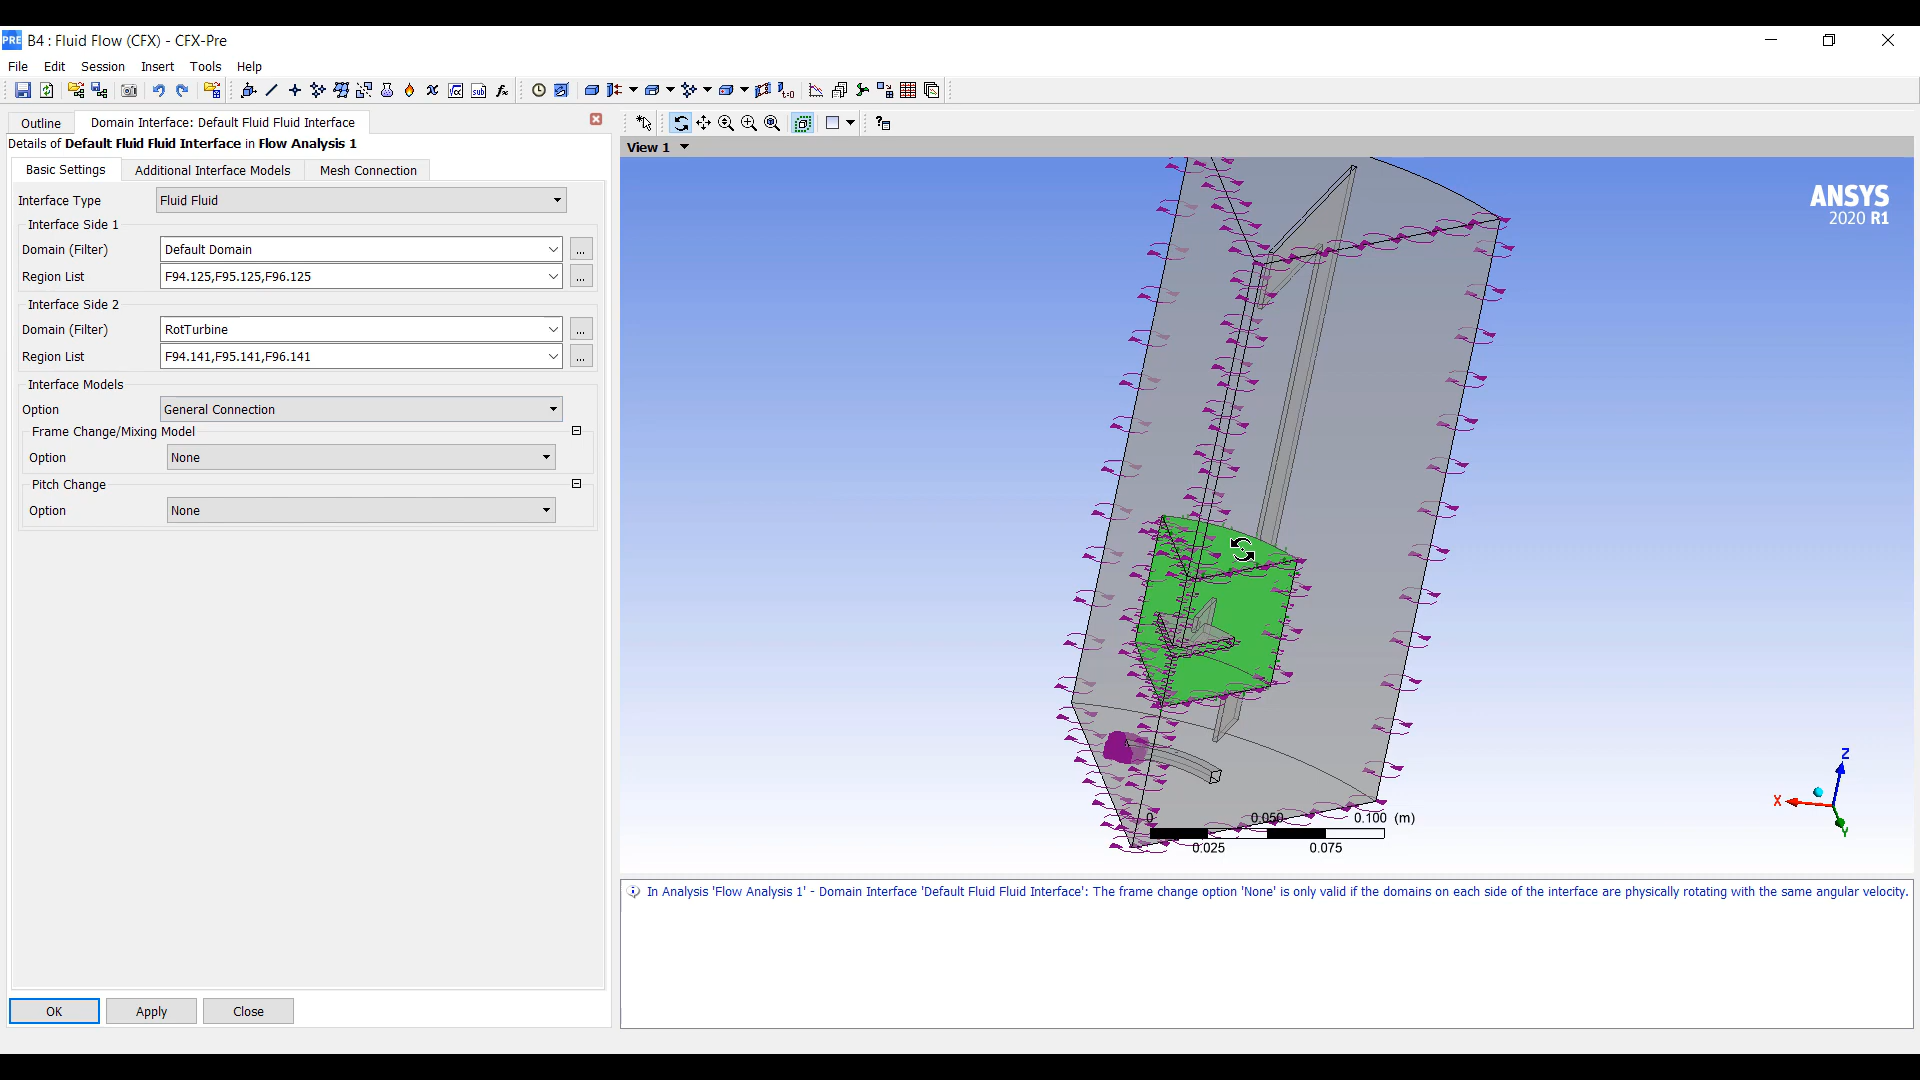 PRE B4 : Fluid Flow (CFX) - CFX-Pre
File Edit Session Insert Tools Help
Outline Domain Interface: Default Fluid Fluid Interface
Details of Default Fluid Fluid Interface in Flow Analysis 1
Basic Settings Additional Interface Models Mesh Connection
Interface Type Fluid Fluid
Interface Side 1
Domain (Filter) Default Domain ...
Region List F94.125,F95.125,F96.125 ...
Interface Side 2
Domain (Filter) RotTurbine ...
Region List F94.141,F95.141,F96.141 ...
Interface Models
Option General Connection
Frame Change/Mixing Model
Option None
Pitch Change
Option None
OK Apply Close
View 1
ANSYS
2020 R1
0 0.050 0.100 (m)
0.025 0.075
Z
X
Y
In Analysis 'Flow Analysis 1' - Domain Interface 'Default Fluid Fluid Interface': The frame change option 'None' is only valid if the domains on each side of the interface are physically rotating with the same angular velocity.